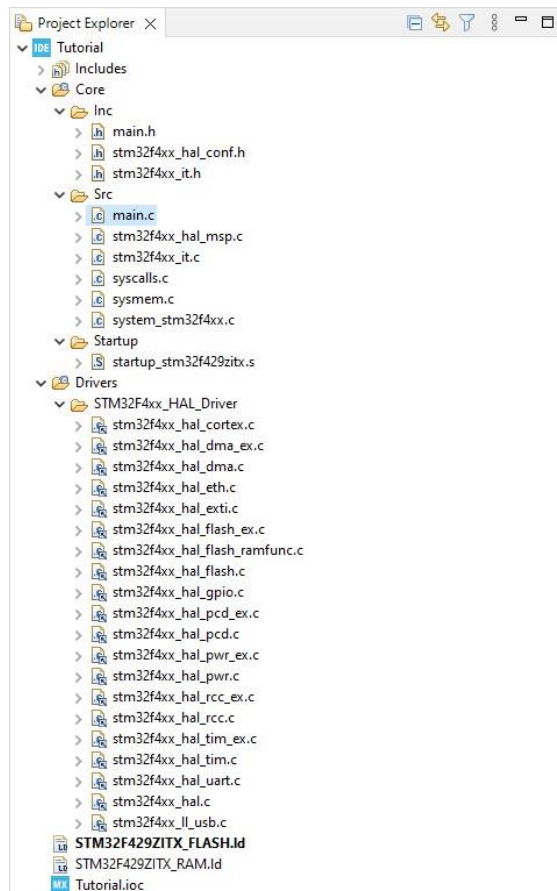 Project Explorer
IDE Tutorial
Includes
Core
Inc
.h main.h
.h stm32f4xx_hal_conf.h
.h stm32f4xx_it.h
Src
.c main.c
.c stm32f4xx_hal_msp.c
.c stm32f4xx_it.c
.c syscalls.c
.c sysmem.c
.c system_stm32f4xx.c
Startup
.S startup_stm32f429zitx.s
Drivers
STM32F4xx_HAL_Driver
stm32f4xx_hal_cortex.c
stm32f4xx_hal_dma_ex.c
stm32f4xx_hal_dma.c
stm32f4xx_hal_eth.c
stm32f4xx_hal_exti.c
stm32f4xx_hal_flash_ex.c
stm32f4xx_hal_flash_ramfunc.c
stm32f4xx_hal_flash.c
stm32f4xx_hal_gpio.c
stm32f4xx_hal_pcd_ex.c
stm32f4xx_hal_pcd.c
stm32f4xx_hal_pwr_ex.c
stm32f4xx_hal_pwr.c
stm32f4xx_hal_rcc_ex.c
stm32f4xx_hal_rcc.c
stm32f4xx_hal_tim_ex.c
stm32f4xx_hal_tim.c
stm32f4xx_hal_uart.c
stm32f4xx_hal.c
stm32f4xx_ll_usb.c
STM32F429ZITX_FLASH.ld
STM32F429ZITX_RAM.ld
MX Tutorial.ioc